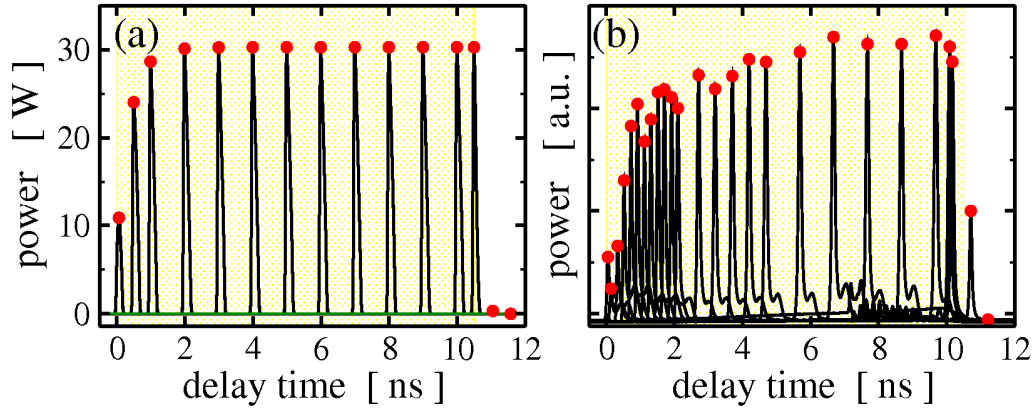 (a)
power [ W ]
30
20
10
0
0 2 4 6 8 10 12
delay time [ ns ]
(b)
power [ a.u. ]
0 2 4 6 8 10 12
delay time [ ns ]